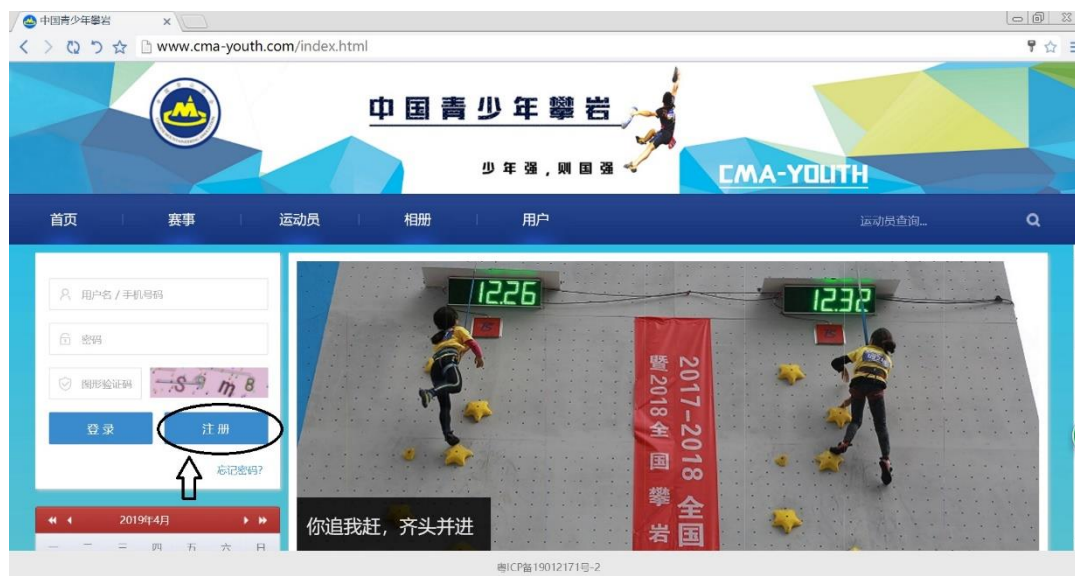 中国青少年攀岩
www.cma-youth.com/index.html
中国青少年攀岩
少年强，则国强
CMA-YOUTH
首页 赛事 运动员 相册 用户 运动员查询...
用户名 / 手机号码
密码
图形验证码 S 9 m 8
登录 注册
忘记密码?
2019年4月
一 二 三 四 五 六 日
12.26
12.32
2017-2018全国
暨2018全国攀岩
你追我赶，齐头并进
粤ICP备19012171号-2